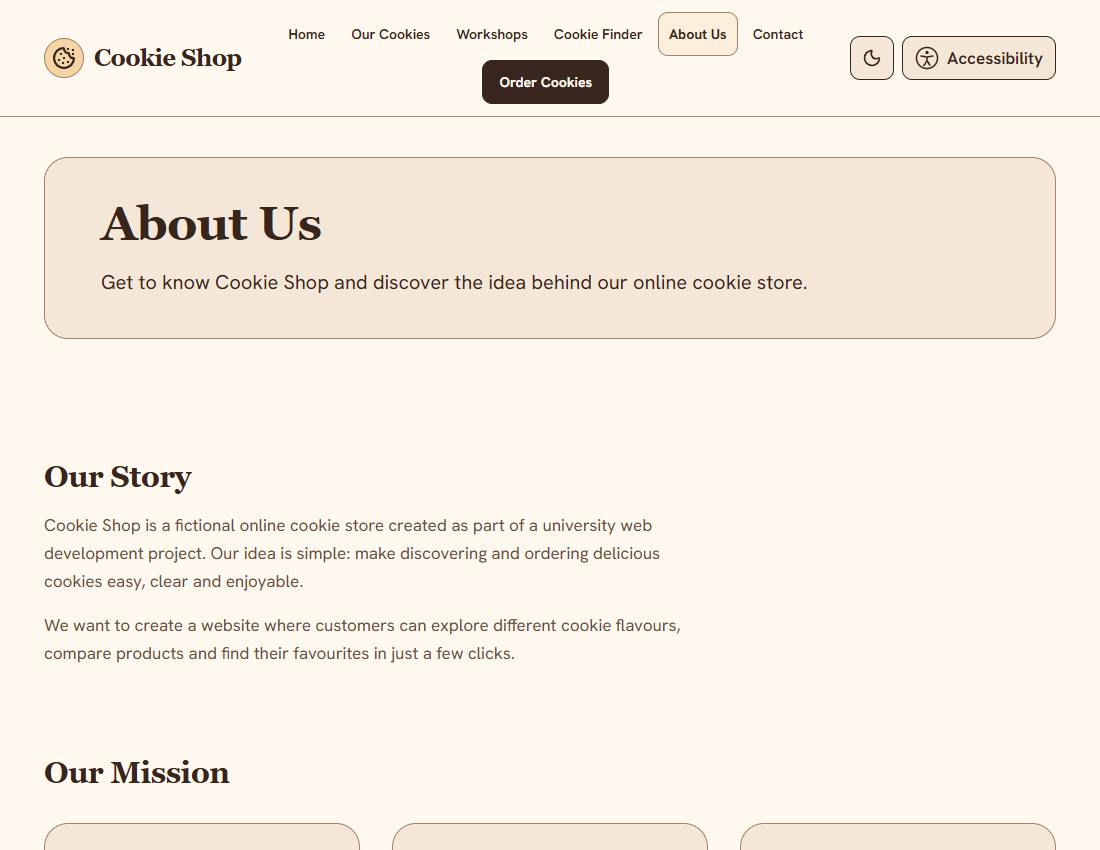 Cookie Shop
Home
Our Cookies
Workshops
Cookie Finder
About Us
Contact
Order Cookies
Accessibility
About Us
Get to know Cookie Shop and discover the idea behind our online cookie store.
Our Story
Cookie Shop is a fictional online cookie store created as part of a university web
development project. Our idea is simple: make discovering and ordering delicious
cookies easy, clear and enjoyable.
We want to create a website where customers can explore different cookie flavours,
compare products and find their favourites in just a few clicks.
Our Mission